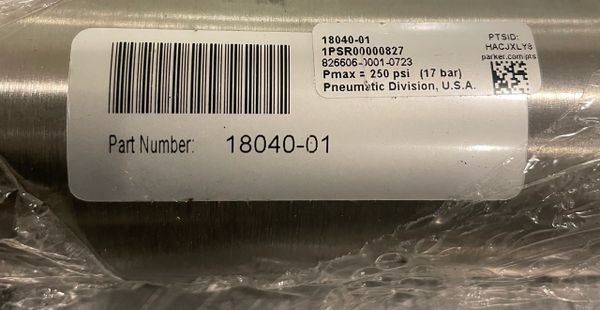 18040-01
1PSR00000827
826606-0001-0723
Pmax = 250 psi (17 bar)
Pneumatic Division, U.S.A.
PTSID:
HACJXLY8
parker.com/pts
Part Number: 18040-01